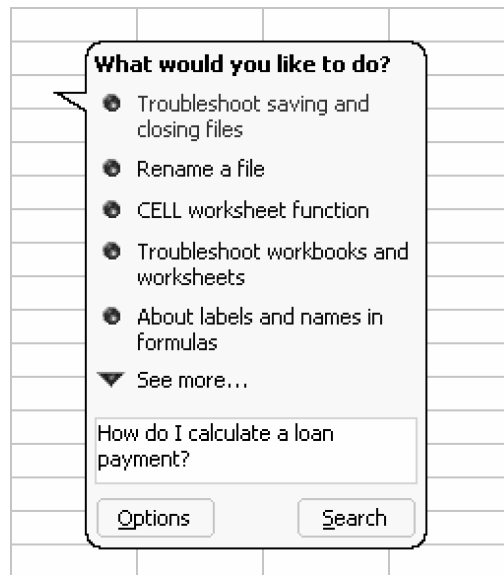 What would you like to do?
Troubleshoot saving and
closing files
Rename a file
CELL worksheet function
Troubleshoot workbooks and
worksheets
About labels and names in
formulas
See more...
How do I calculate a loan
payment?
Options Search